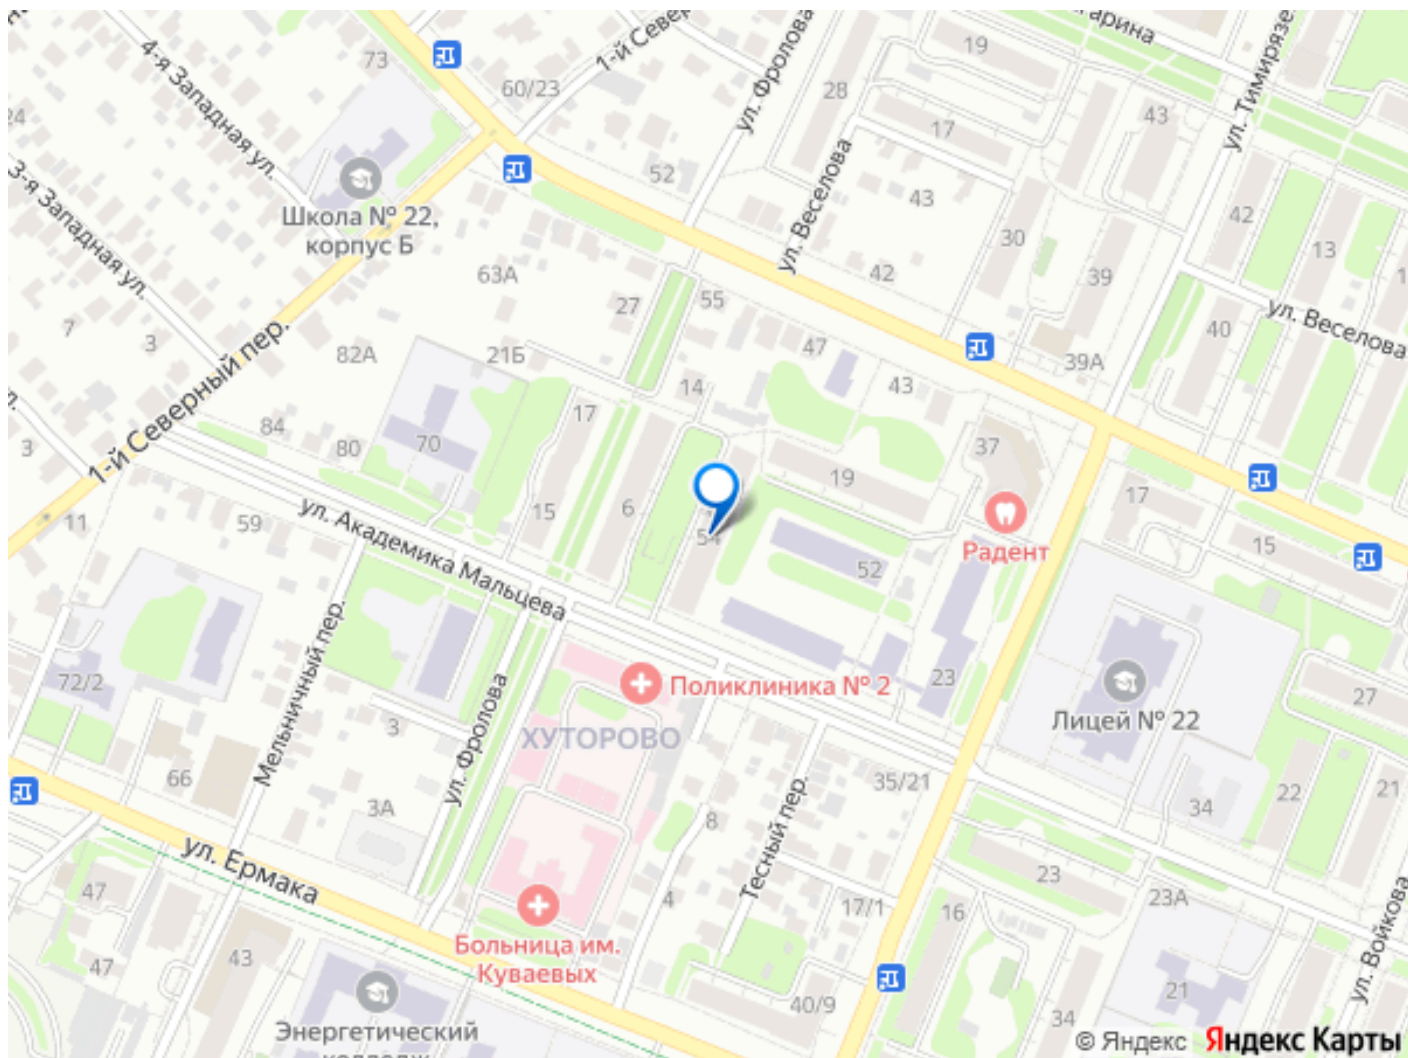 4-я Западная ул.
73
60/23
1-й Север
ул. Фролова
28
19
гарина
ул. Тимирязе
43
17
24
3-я Западная ул.
Школа № 22,
корпус Б
52
ул. Веселова
43
30
42
13
63А
42
39
27
55
40
ул. Веселова
7
3
1-й Северный пер.
82А
21Б
47
43
39А
14
17
84
80
70
37
3
19
17
6
15
11
59
ул. Академика Мальцева
54
52
Радент
15
Мельничный пер.
72/2
Поликлиника № 2
23
Лицей № 22
27
ХУТОРОВО
3
ул. Фролова
66
3А
8
Тесный пер.
35/21
34
22
21
ул. Ермака
47
4
17/1
16
23
23А
ул. Войкова
Больница им.
Куваевых
43
47
40/9
21
34
Энергетический
колледж
© Яндекс Яндекс Карты